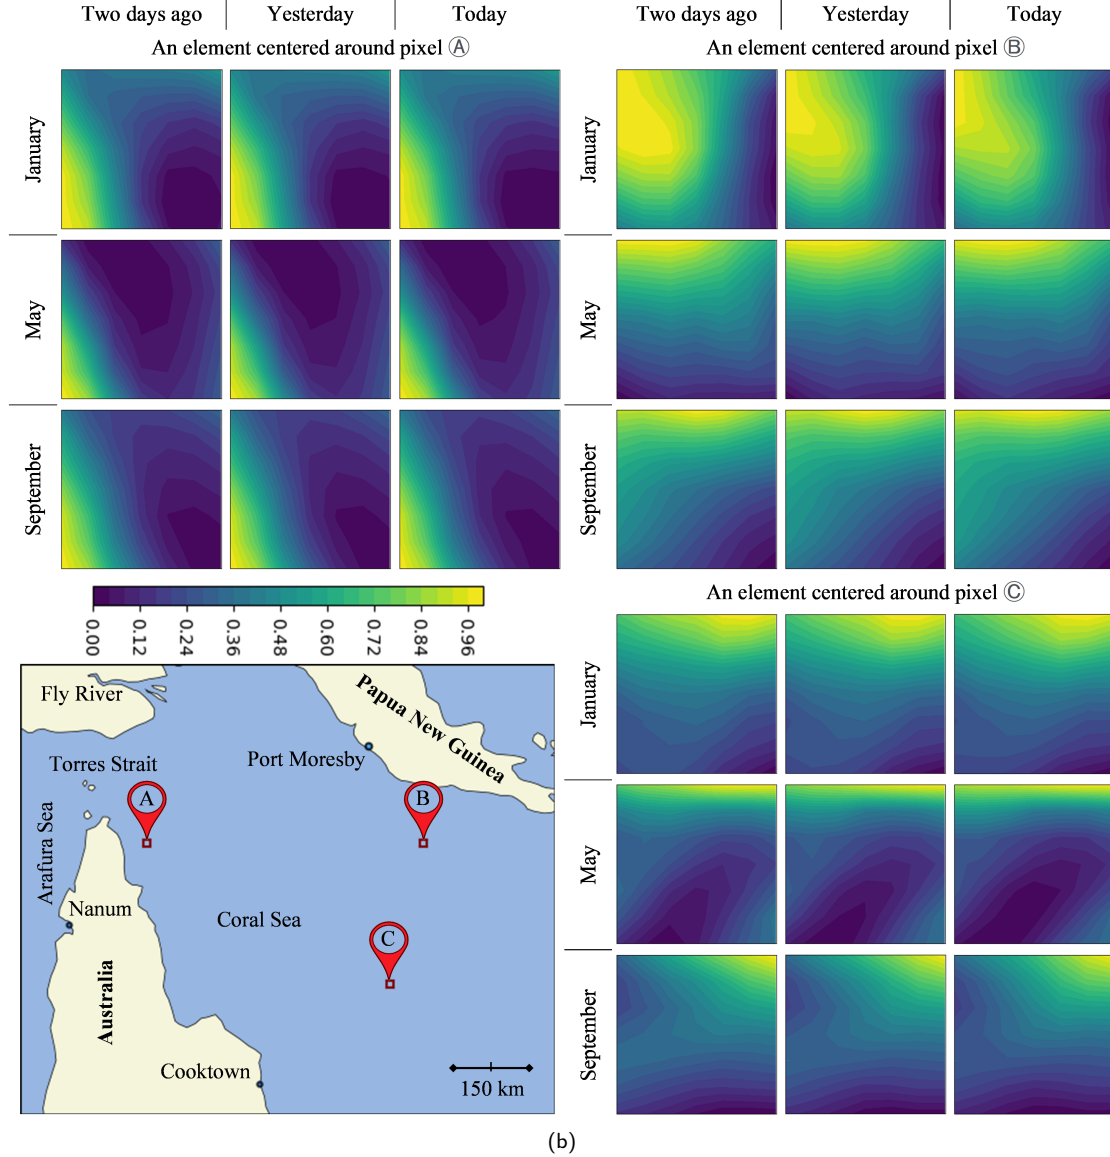 Two days ago Yesterday Today
An element centered around pixel Ⓐ
January
May
September
0.00 0.12 0.24 0.36 0.48 0.60 0.72 0.84 0.96
Two days ago Yesterday Today
An element centered around pixel Ⓑ
January
May
September
An element centered around pixel Ⓒ
January
May
September
Fly River
Papua New Guinea
Port Moresby
Torres Strait
A
B
Arafura Sea
Nanum
Coral Sea
C
Australia
Cooktown
150 km
(b)